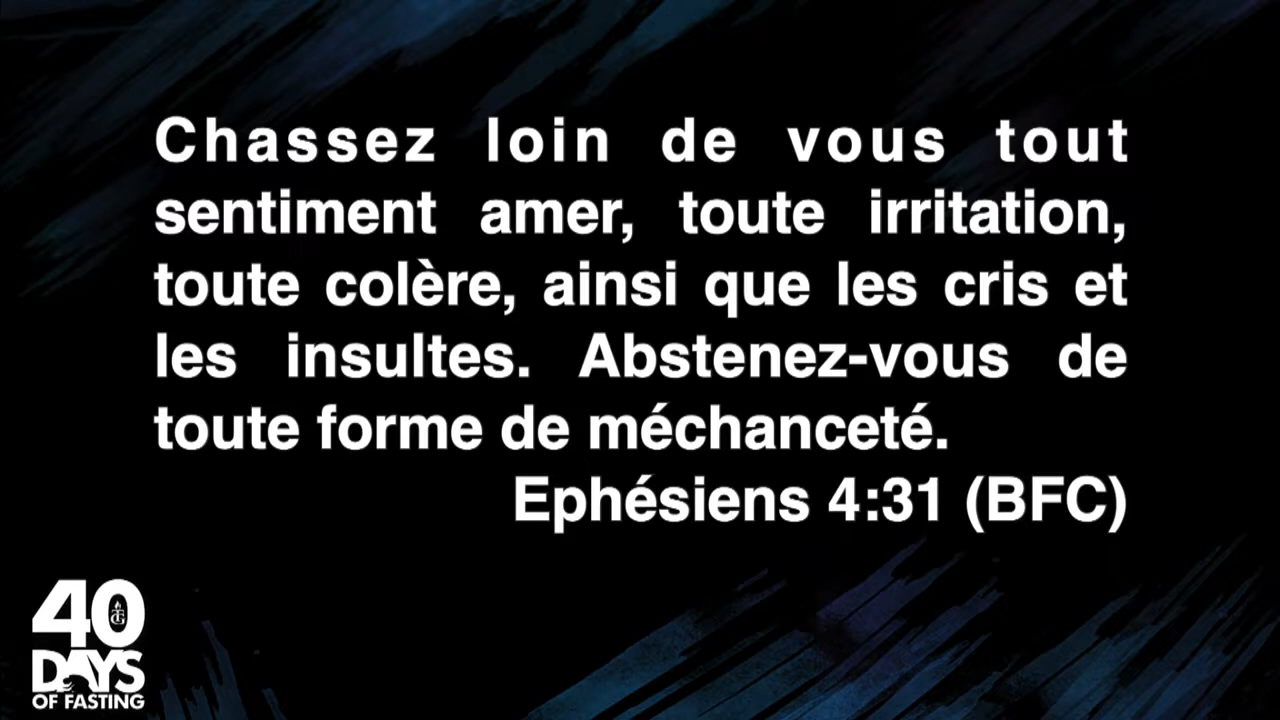 Chassez loin de vous tout
sentiment amer, toute irritation,
toute colère, ainsi que les cris et
les insultes. Abstenez-vous de
toute forme de méchanceté.
Ephésiens 4:31 (BFC)
40
DAYS
OF FASTING